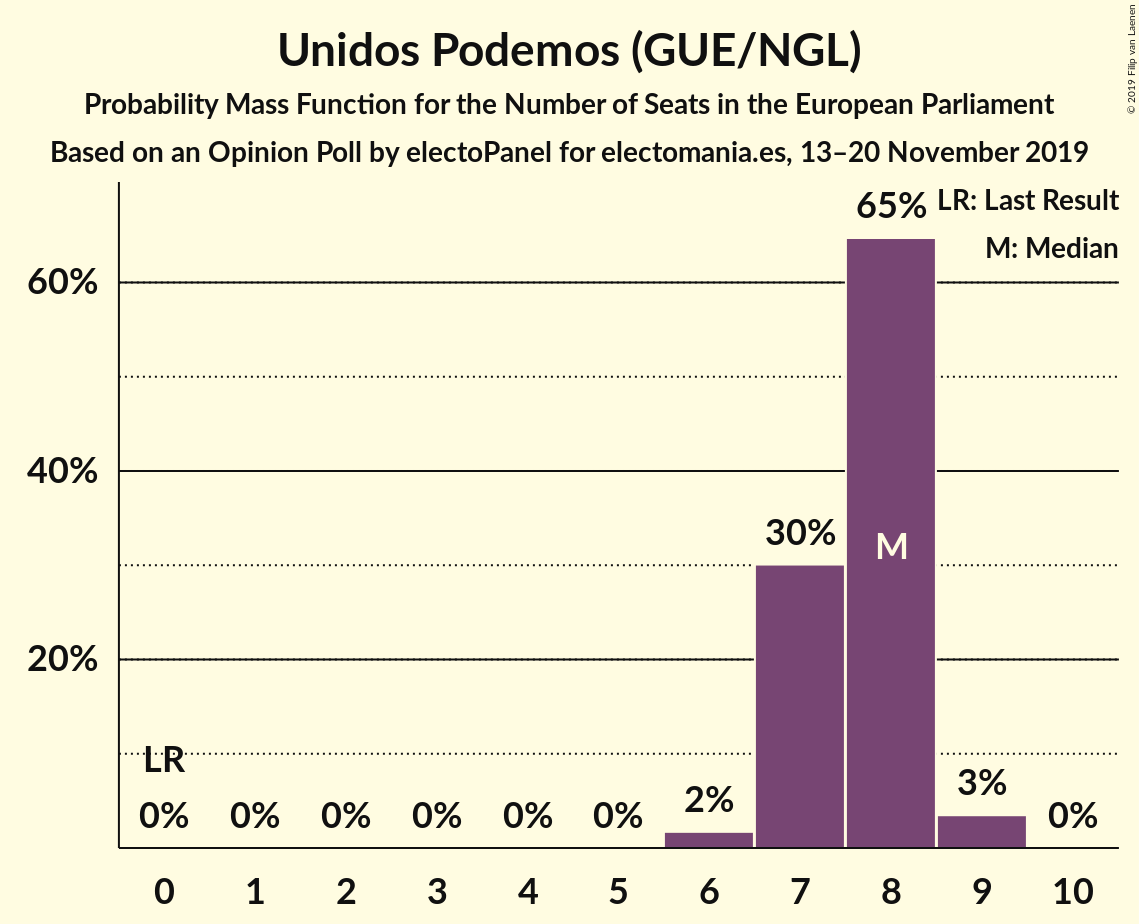 Unidos Podemos (GUE/NGL)
Probability Mass Function for the Number of Seats in the European Parliament
Based on an Opinion Poll by electoPanel for electomania.es, 13–20 November 2019
© 2019 Filip van Laenen
LR: Last Result
M: Median
65%
60%
40%
30%
M
20%
LR
0% 0% 0% 0% 0% 0% 2% 3% 0%
0 1 2 3 4 5 6 7 8 9 10